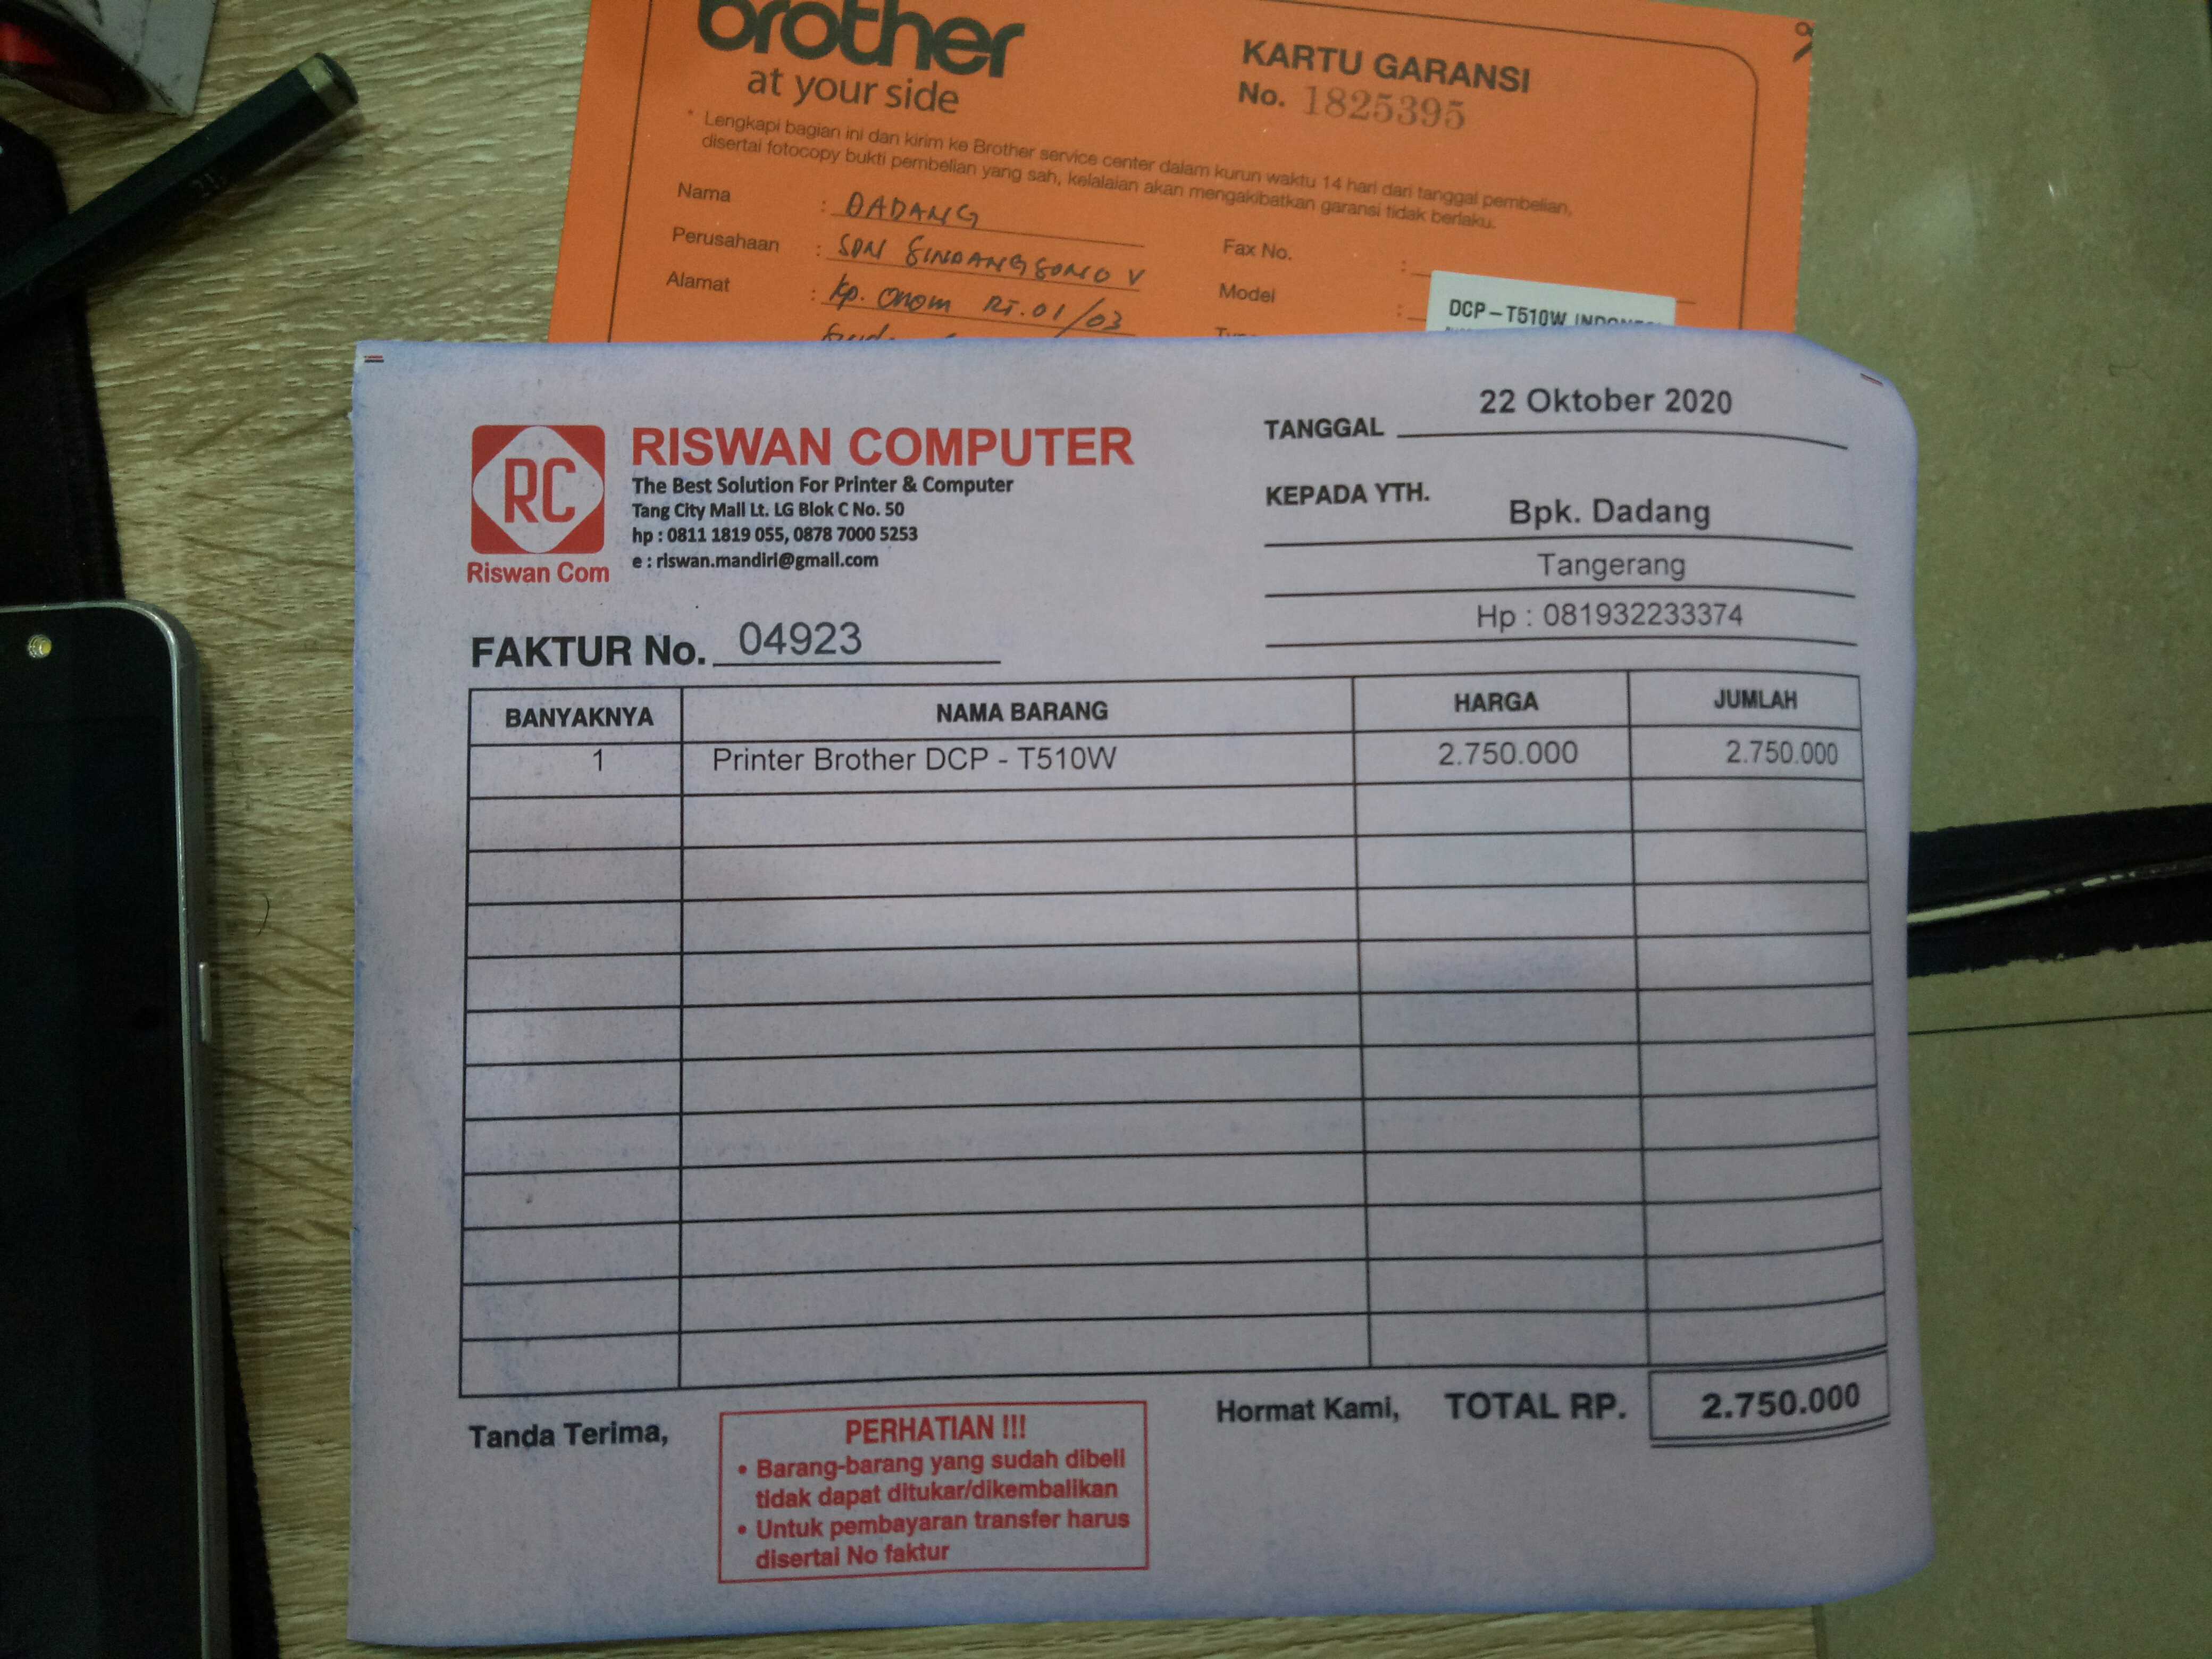 brother
at your side
KARTU GARANSI
No. 1825395
* Lengkapi bagian ini dan kirim ke Brother service center dalam kurun waktu 14 hari dari tanggal pembelian,
disertai fotocopy bukti pembelian yang sah, kelalaian akan mengakibatkan garansi tidak berlaku.
Nama : DADANG
Perusahaan : SDN SINDANGSONO V
Alamat : Kp. Onom RT.01/03
Fax No. :
Model :
DCP-T510W
RC
Riswan Com
RISWAN COMPUTER
The Best Solution For Printer & Computer
Tang City Mall Lt. LG Blok C No. 50
hp : 0811 1819 055, 0878 7000 5253
e : riswan.mandiri@gmail.com
TANGGAL 22 Oktober 2020
KEPADA YTH. Bpk. Dadang
Tangerang
Hp : 081932233374
FAKTUR No. 04923
BANYAKNYA NAMA BARANG HARGA JUMLAH
1 Printer Brother DCP - T510W 2.750.000 2.750.000
Tanda Terima,
PERHATIAN !!!
• Barang-barang yang sudah dibeli
tidak dapat ditukar/dikembalikan
• Untuk pembayaran transfer harus
disertai No faktur
Hormat Kami, TOTAL RP. 2.750.000